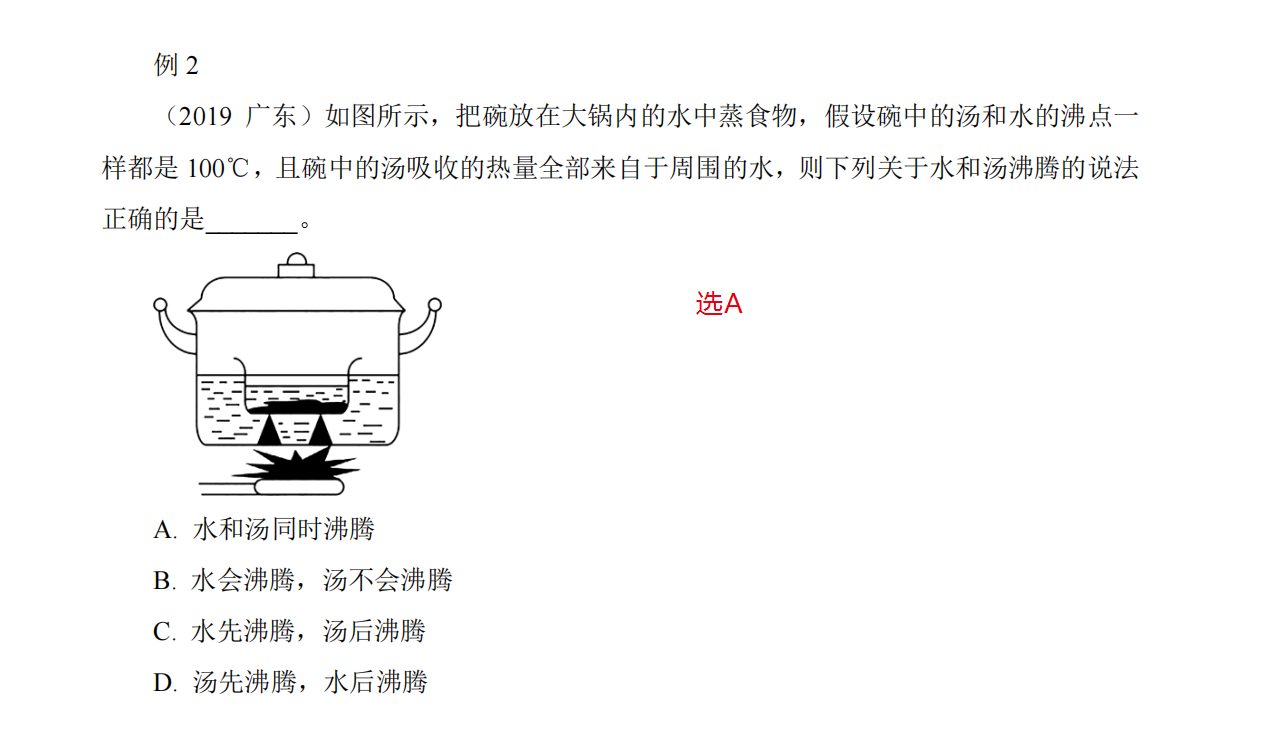 例 2
（2019 广东）如图所示，把碗放在大锅内的水中蒸食物，假设碗中的汤和水的沸点一
样都是 100℃，且碗中的汤吸收的热量全部来自于周围的水，则下列关于水和汤沸腾的说法
正确的是_______。
选A
A. 水和汤同时沸腾
B. 水会沸腾，汤不会沸腾
C. 水先沸腾，汤后沸腾
D. 汤先沸腾，水后沸腾